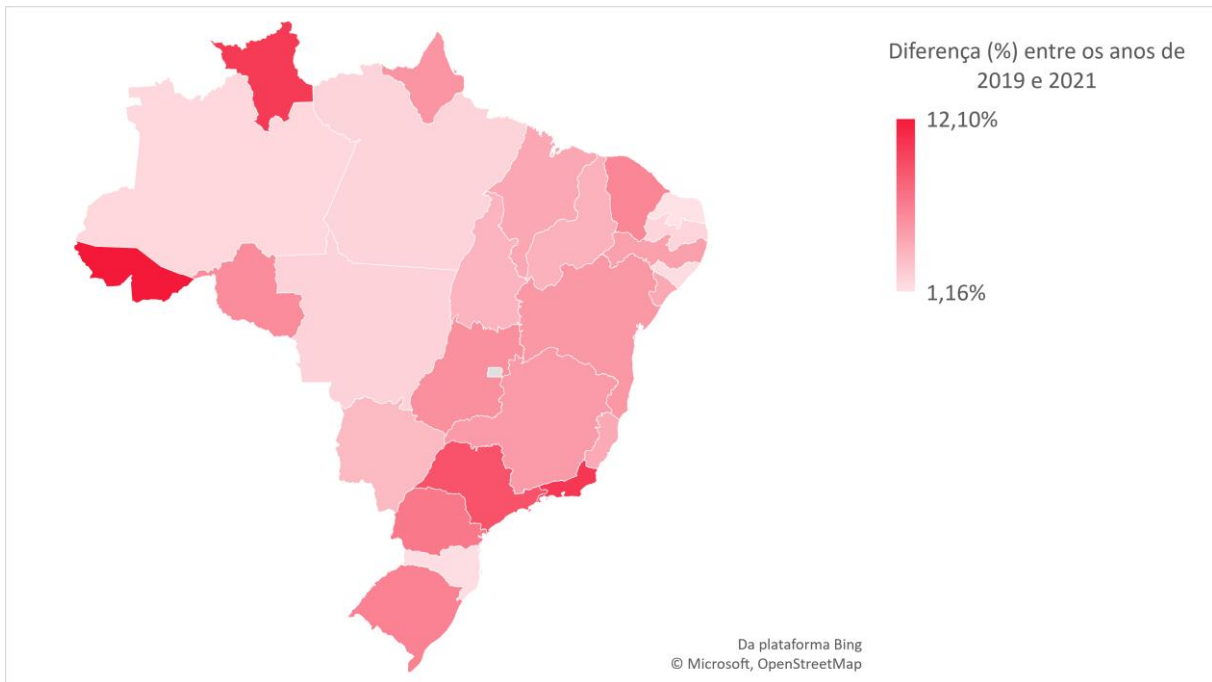 Diferença (%) entre os anos de
2019 e 2021
12,10%
1,16%
Da plataforma Bing
© Microsoft, OpenStreetMap